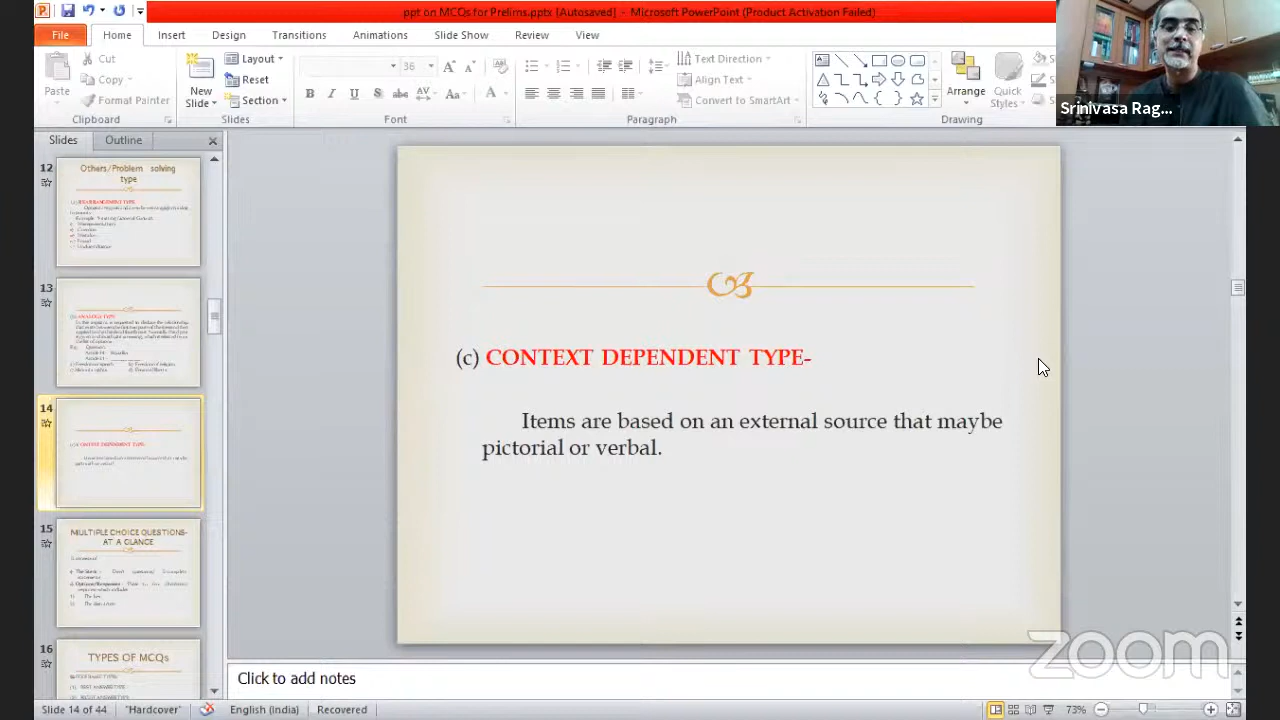 ppt on MCQs for Prelims.pptx [Autosaved] - Microsoft PowerPoint (Product Activation Failed)
File Home Insert Design Transitions Animations Slide Show Review View
Cut
Copy
Format Painter
Paste
Clipboard
New
Slide
Layout
Reset
Section
Slides
36
B I U S abc AV Aa A
Font
Text Direction
Align Text
Convert to SmartArt
Paragraph
Arrange
Quick
Styles
Drawing
Srinivasa Rag...
Slides Outline
12
Others/Problem solving
type
13
14
15
MULTIPLE CHOICE QUESTIONS-
AT A GLANCE
16
TYPES OF MCQs
(c) CONTEXT DEPENDENT TYPE-
Items are based on an external source that maybe
pictorial or verbal.
zoom
Click to add notes
Slide 14 of 44 "Hardcover" English (India) Recovered 73%